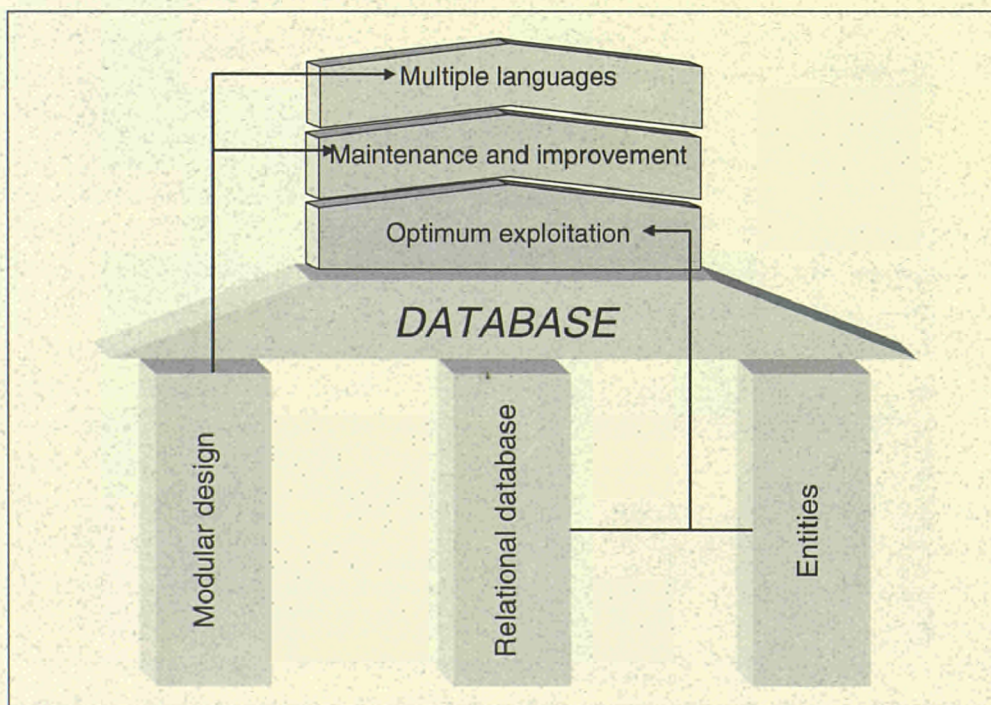 Multiple languages
Maintenance and improvement
Optimum exploitation
DATABASE
Modular design
Relational database
Entities